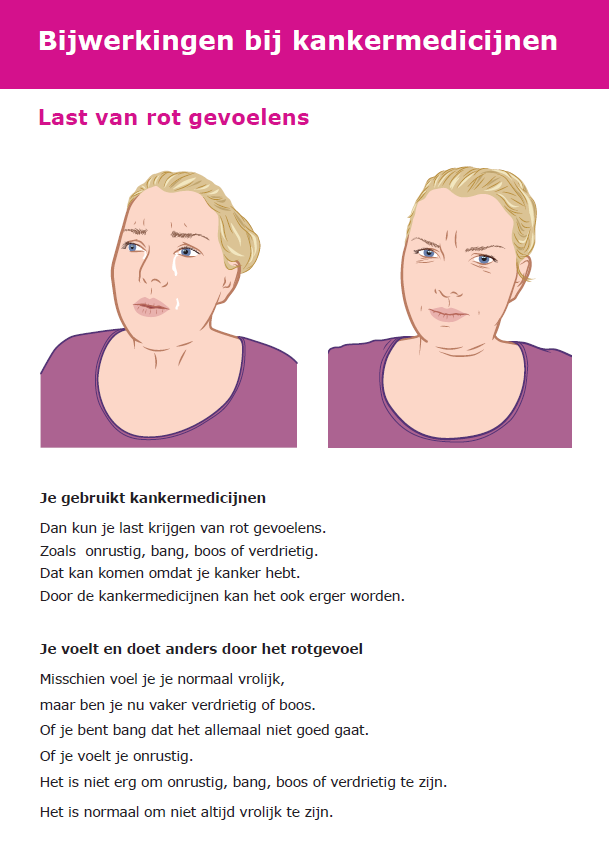 Bijwerkingen bij kankermedicijnen
Last van rot gevoelens
Je gebruikt kankermedicijnen
Dan kun je last krijgen van rot gevoelens.
Zoals  onrustig, bang, boos of verdrietig.
Dat kan komen omdat je kanker hebt.
Door de kankermedicijnen kan het ook erger worden.
Je voelt en doet anders door het rotgevoel
Misschien voel je je normaal vrolijk,
maar ben je nu vaker verdrietig of boos.
Of je bent bang dat het allemaal niet goed gaat.
Of je voelt je onrustig.
Het is niet erg om onrustig, bang, boos of verdrietig te zijn.
Het is normaal om niet altijd vrolijk te zijn.